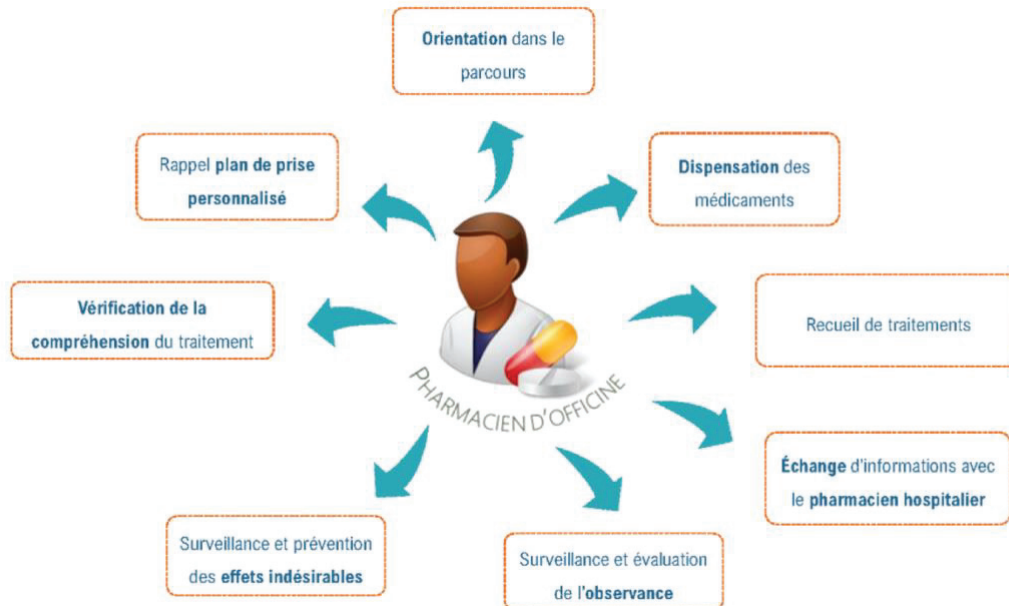 Orientation dans le
parcours
Rappel plan de prise
personnalisé
Dispensation des
médicaments
Vérification de la
compréhension du traitement
Recueil de traitements
PHARMACIEN D'OFFICINE
Échange d'informations avec
le pharmacien hospitalier
Surveillance et prévention
des effets indésirables
Surveillance et évaluation
de l'observance